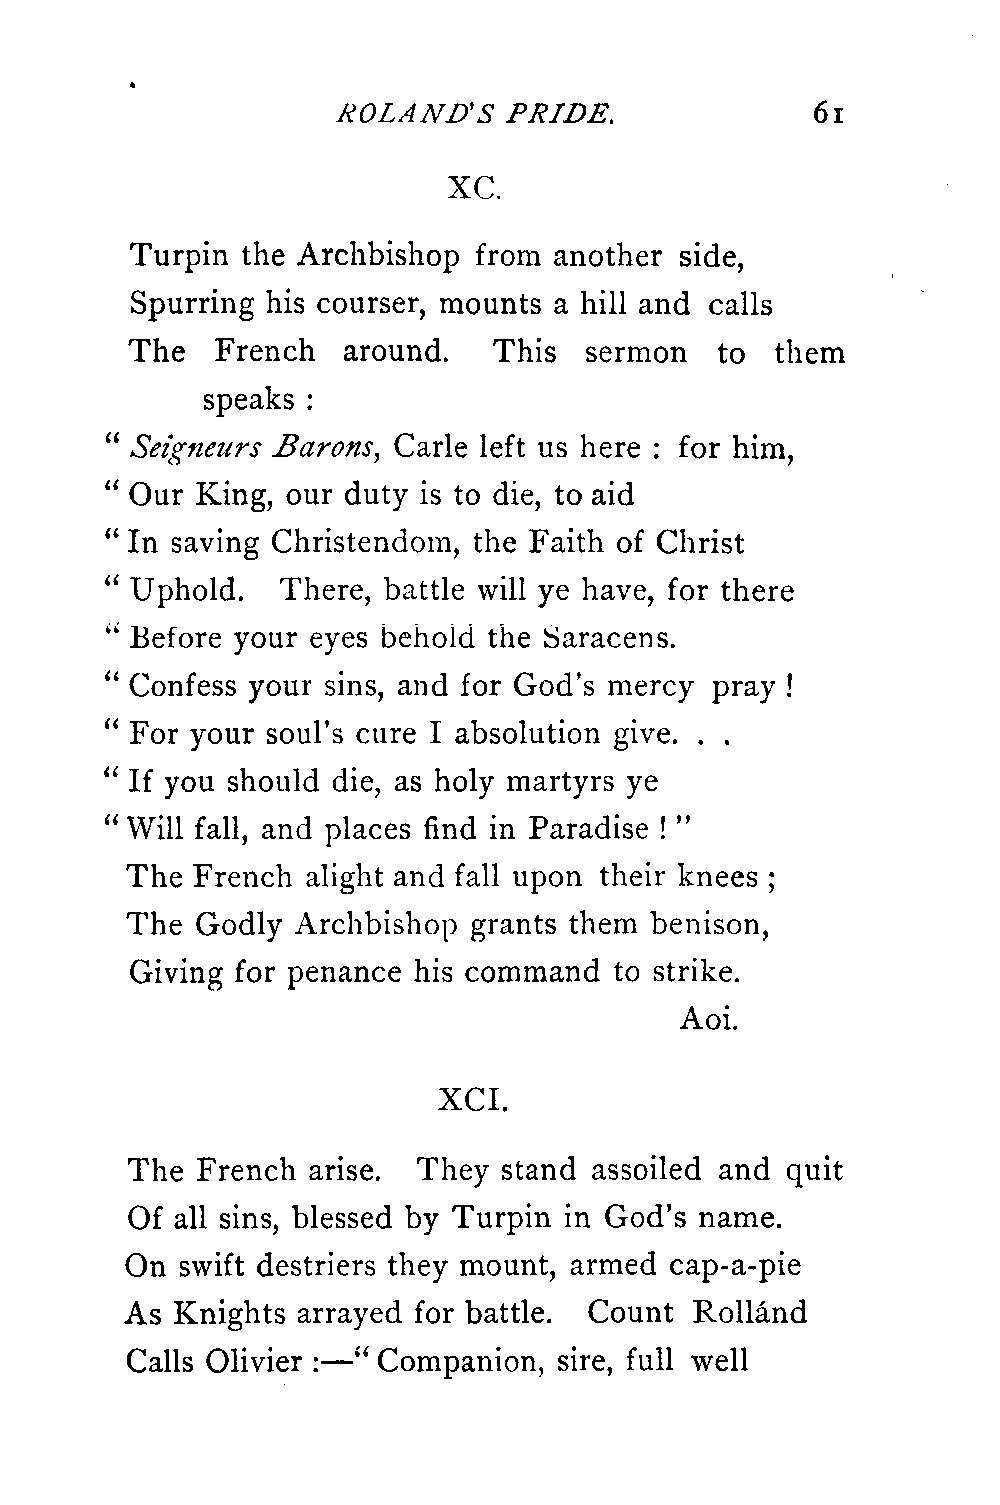 ROLAND'S PRIDE. 61
XC.
Turpin the Archbishop from another side,
Spurring his courser, mounts a hill and calls
The French around. This sermon to them
speaks :
" Seigneurs Barons, Carle left us here : for him,
" Our King, our duty is to die, to aid
" In saving Christendom, the Faith of Christ
" Uphold. There, battle will ye have, for there
" Before your eyes behold the Saracens.
" Confess your sins, and for God's mercy pray !
" For your soul's cure I absolution give. . .
" If you should die, as holy martyrs ye
" Will fall, and places find in Paradise ! "
The French alight and fall upon their knees ;
The Godly Archbishop grants them benison,
Giving for penance his command to strike.
Aoi.
XCI.
The French arise. They stand assoiled and quit
Of all sins, blessed by Turpin in God's name.
On swift destriers they mount, armed cap-a-pie
As Knights arrayed for battle. Count Rollánd
Calls Olivier :—" Companion, sire, full well